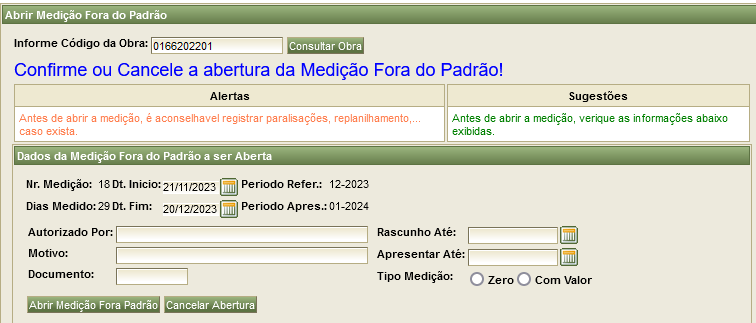 Abrir Medição Fora do Padrão
Informe Código da Obra: 0166202201 Consultar Obra
Confirme ou Cancele a abertura da Medição Fora do Padrão!
Alertas Sugestões
Antes de abrir a medição, é aconselhavel registrar paralisações, replanilhamento,... caso exista.
Antes de abrir a medição, verique as informações abaixo exibidas.
Dados da Medição Fora do Padrão a ser Aberta
Nr. Medição: 18 Dt. Inicio: 21/11/2023 Periodo Refer.: 12-2023
Dias Medido: 29 Dt. Fim: 20/12/2023 Periodo Apres.: 01-2024
Autorizado Por: Rascunho Até:
Motivo: Apresentar Até:
Documento: Tipo Medição: Zero Com Valor
Abrir Medição Fora Padrão Cancelar Abertura